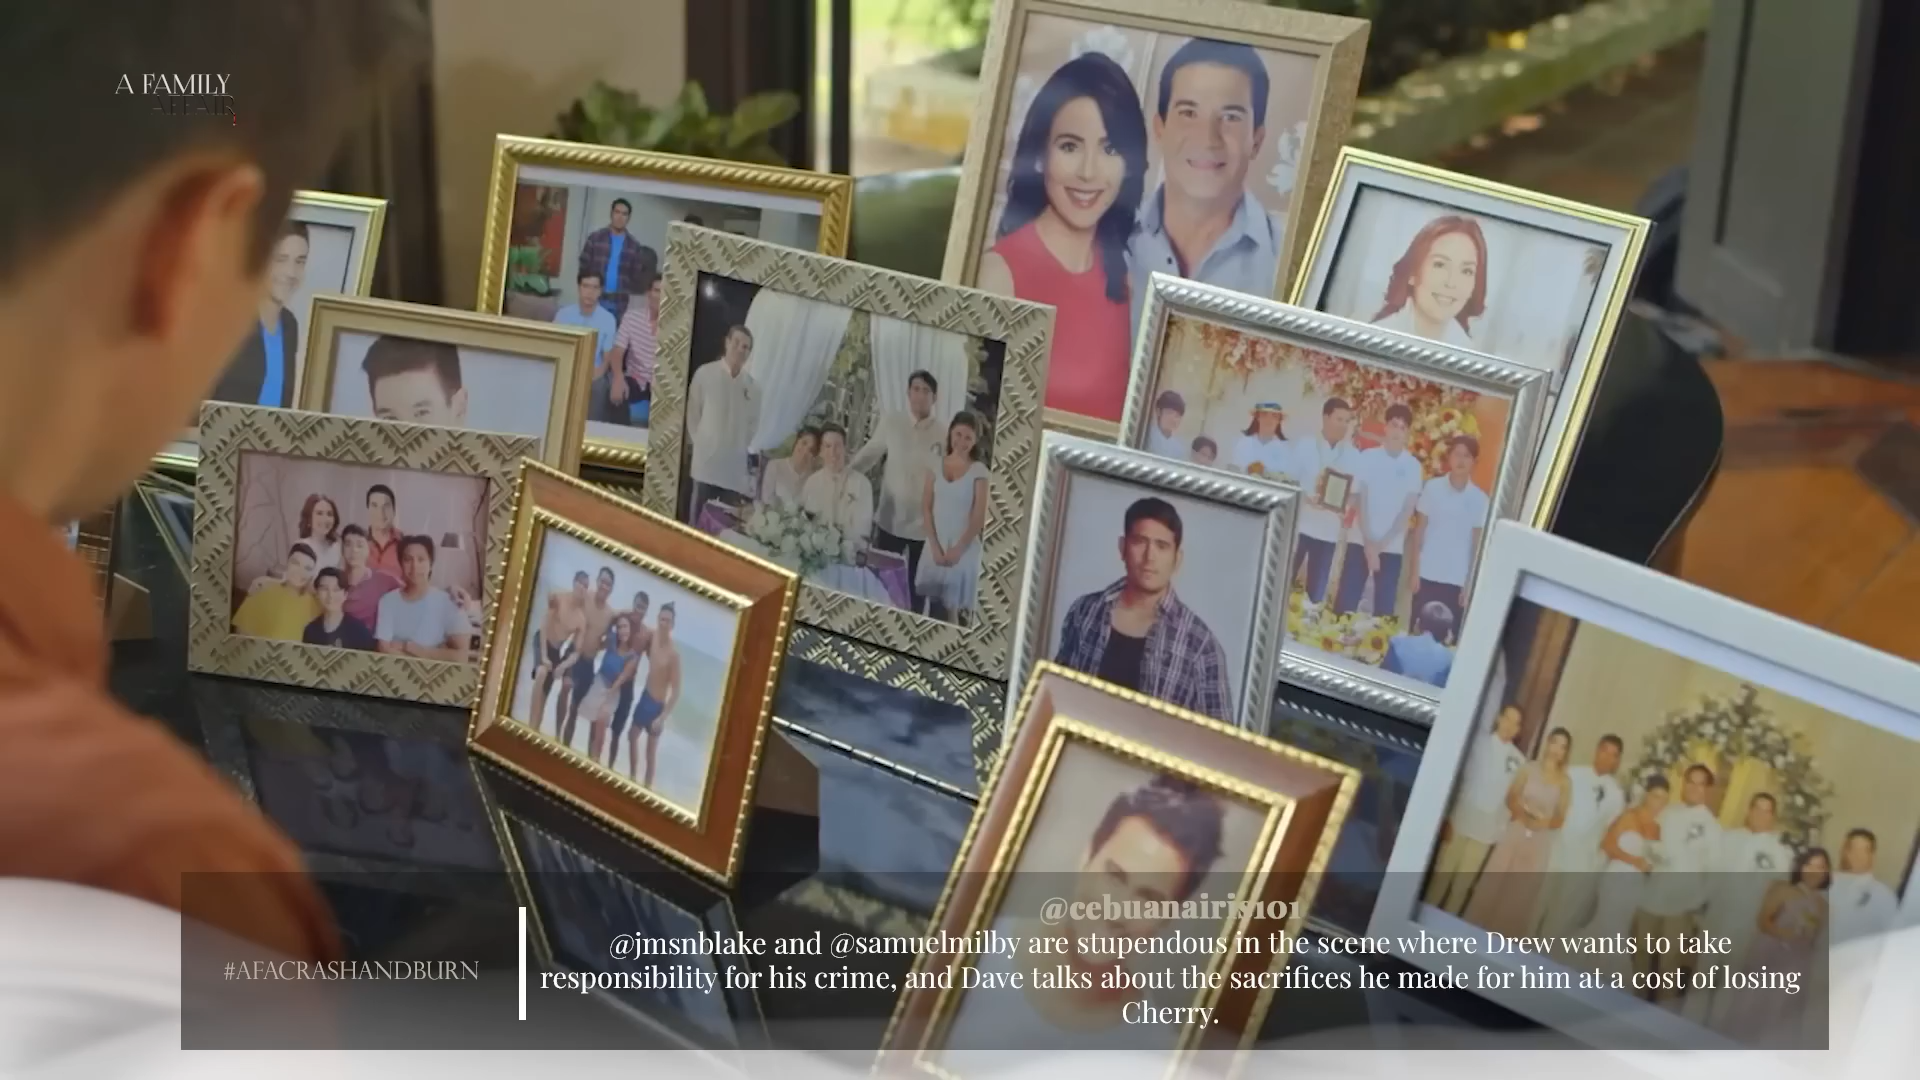 A FAMILY
AFFAIR
@cebuanairis101
@jmsnblake and @samuelmilby are stupendous in the scene where Drew wants to take
#AFACRASHANDBURN
responsibility for his crime, and Dave talks about the sacrifices he made for him at a cost of losing
Cherry.